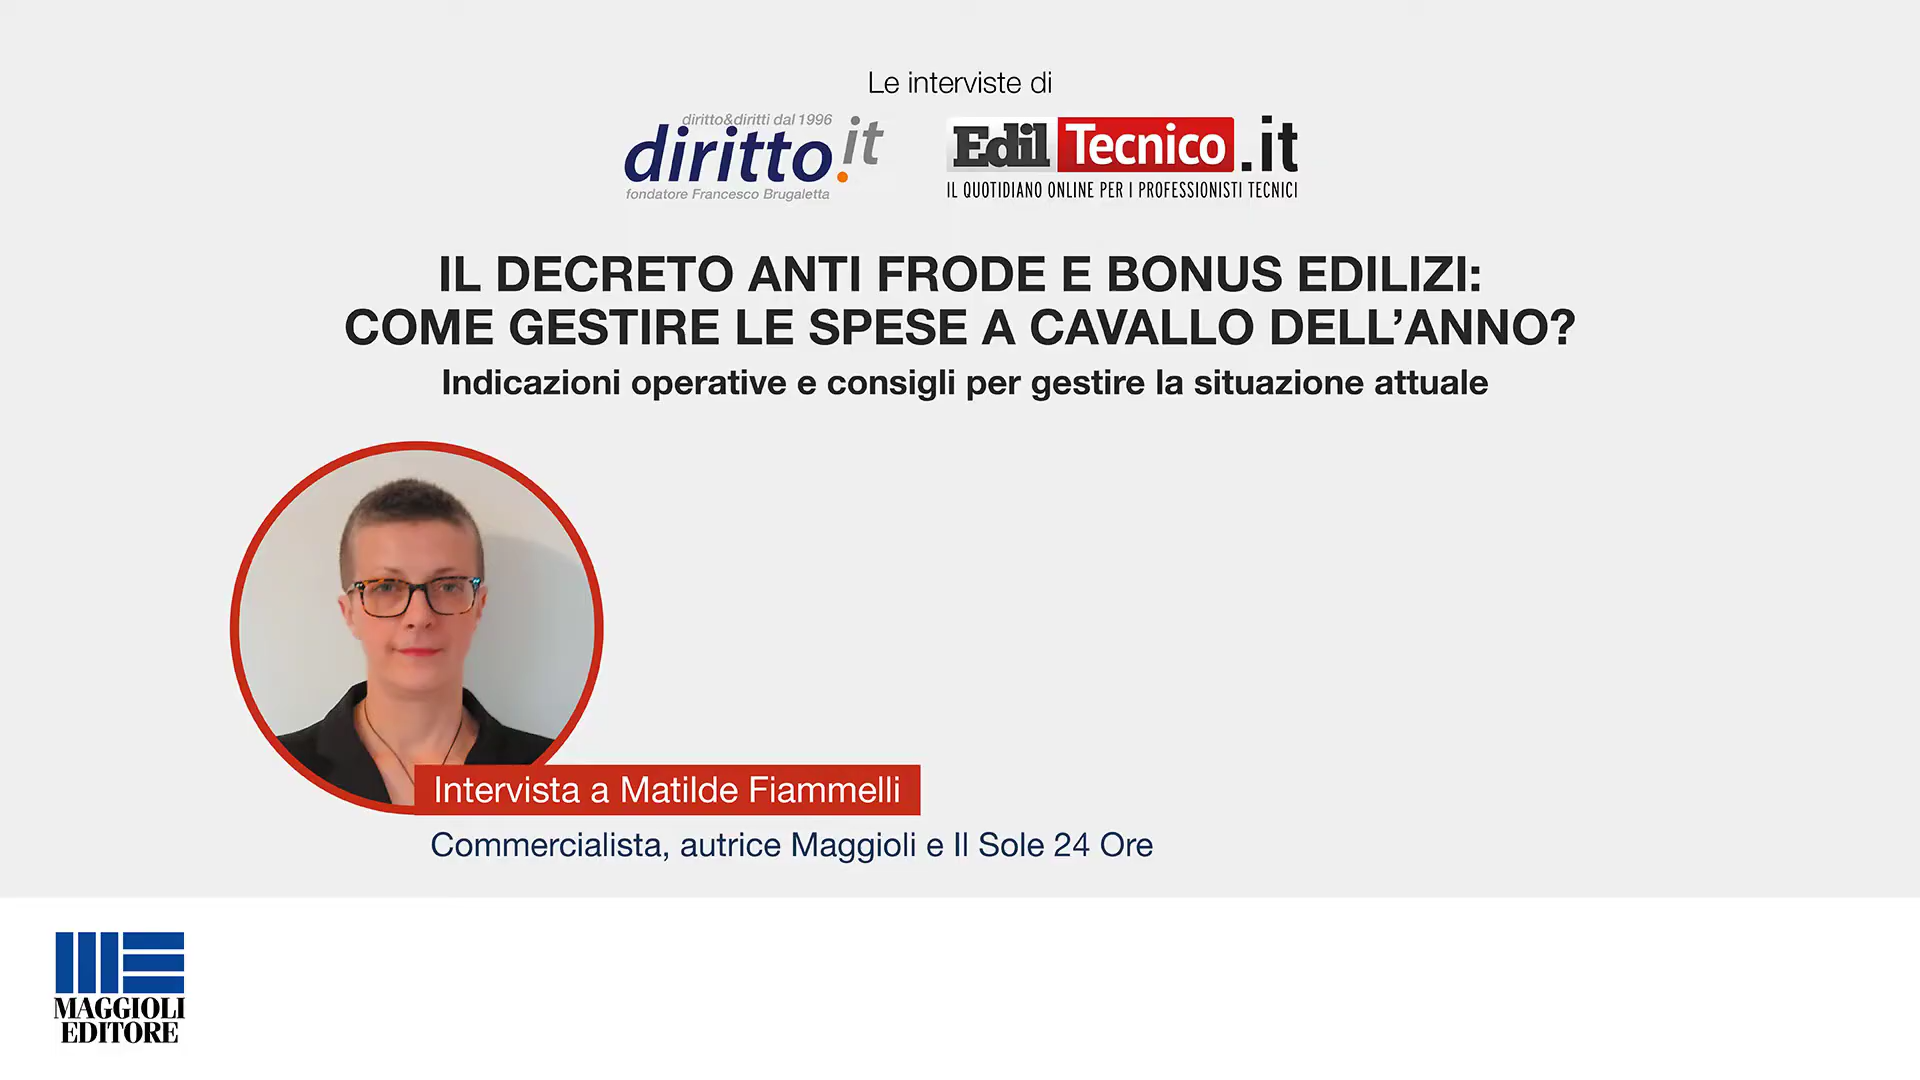 Le interviste di
diritto&diritti dal 1996
diritto.it
fondatore Francesco Brugaletta
EdilTecnico.it
IL QUOTIDIANO ONLINE PER I PROFESSIONISTI TECNICI
IL DECRETO ANTI FRODE E BONUS EDILIZI:
COME GESTIRE LE SPESE A CAVALLO DELL’ANNO?
Indicazioni operative e consigli per gestire la situazione attuale
Intervista a Matilde Fiammelli
Commercialista, autrice Maggioli e Il Sole 24 Ore
MAGGIOLI
EDITORE